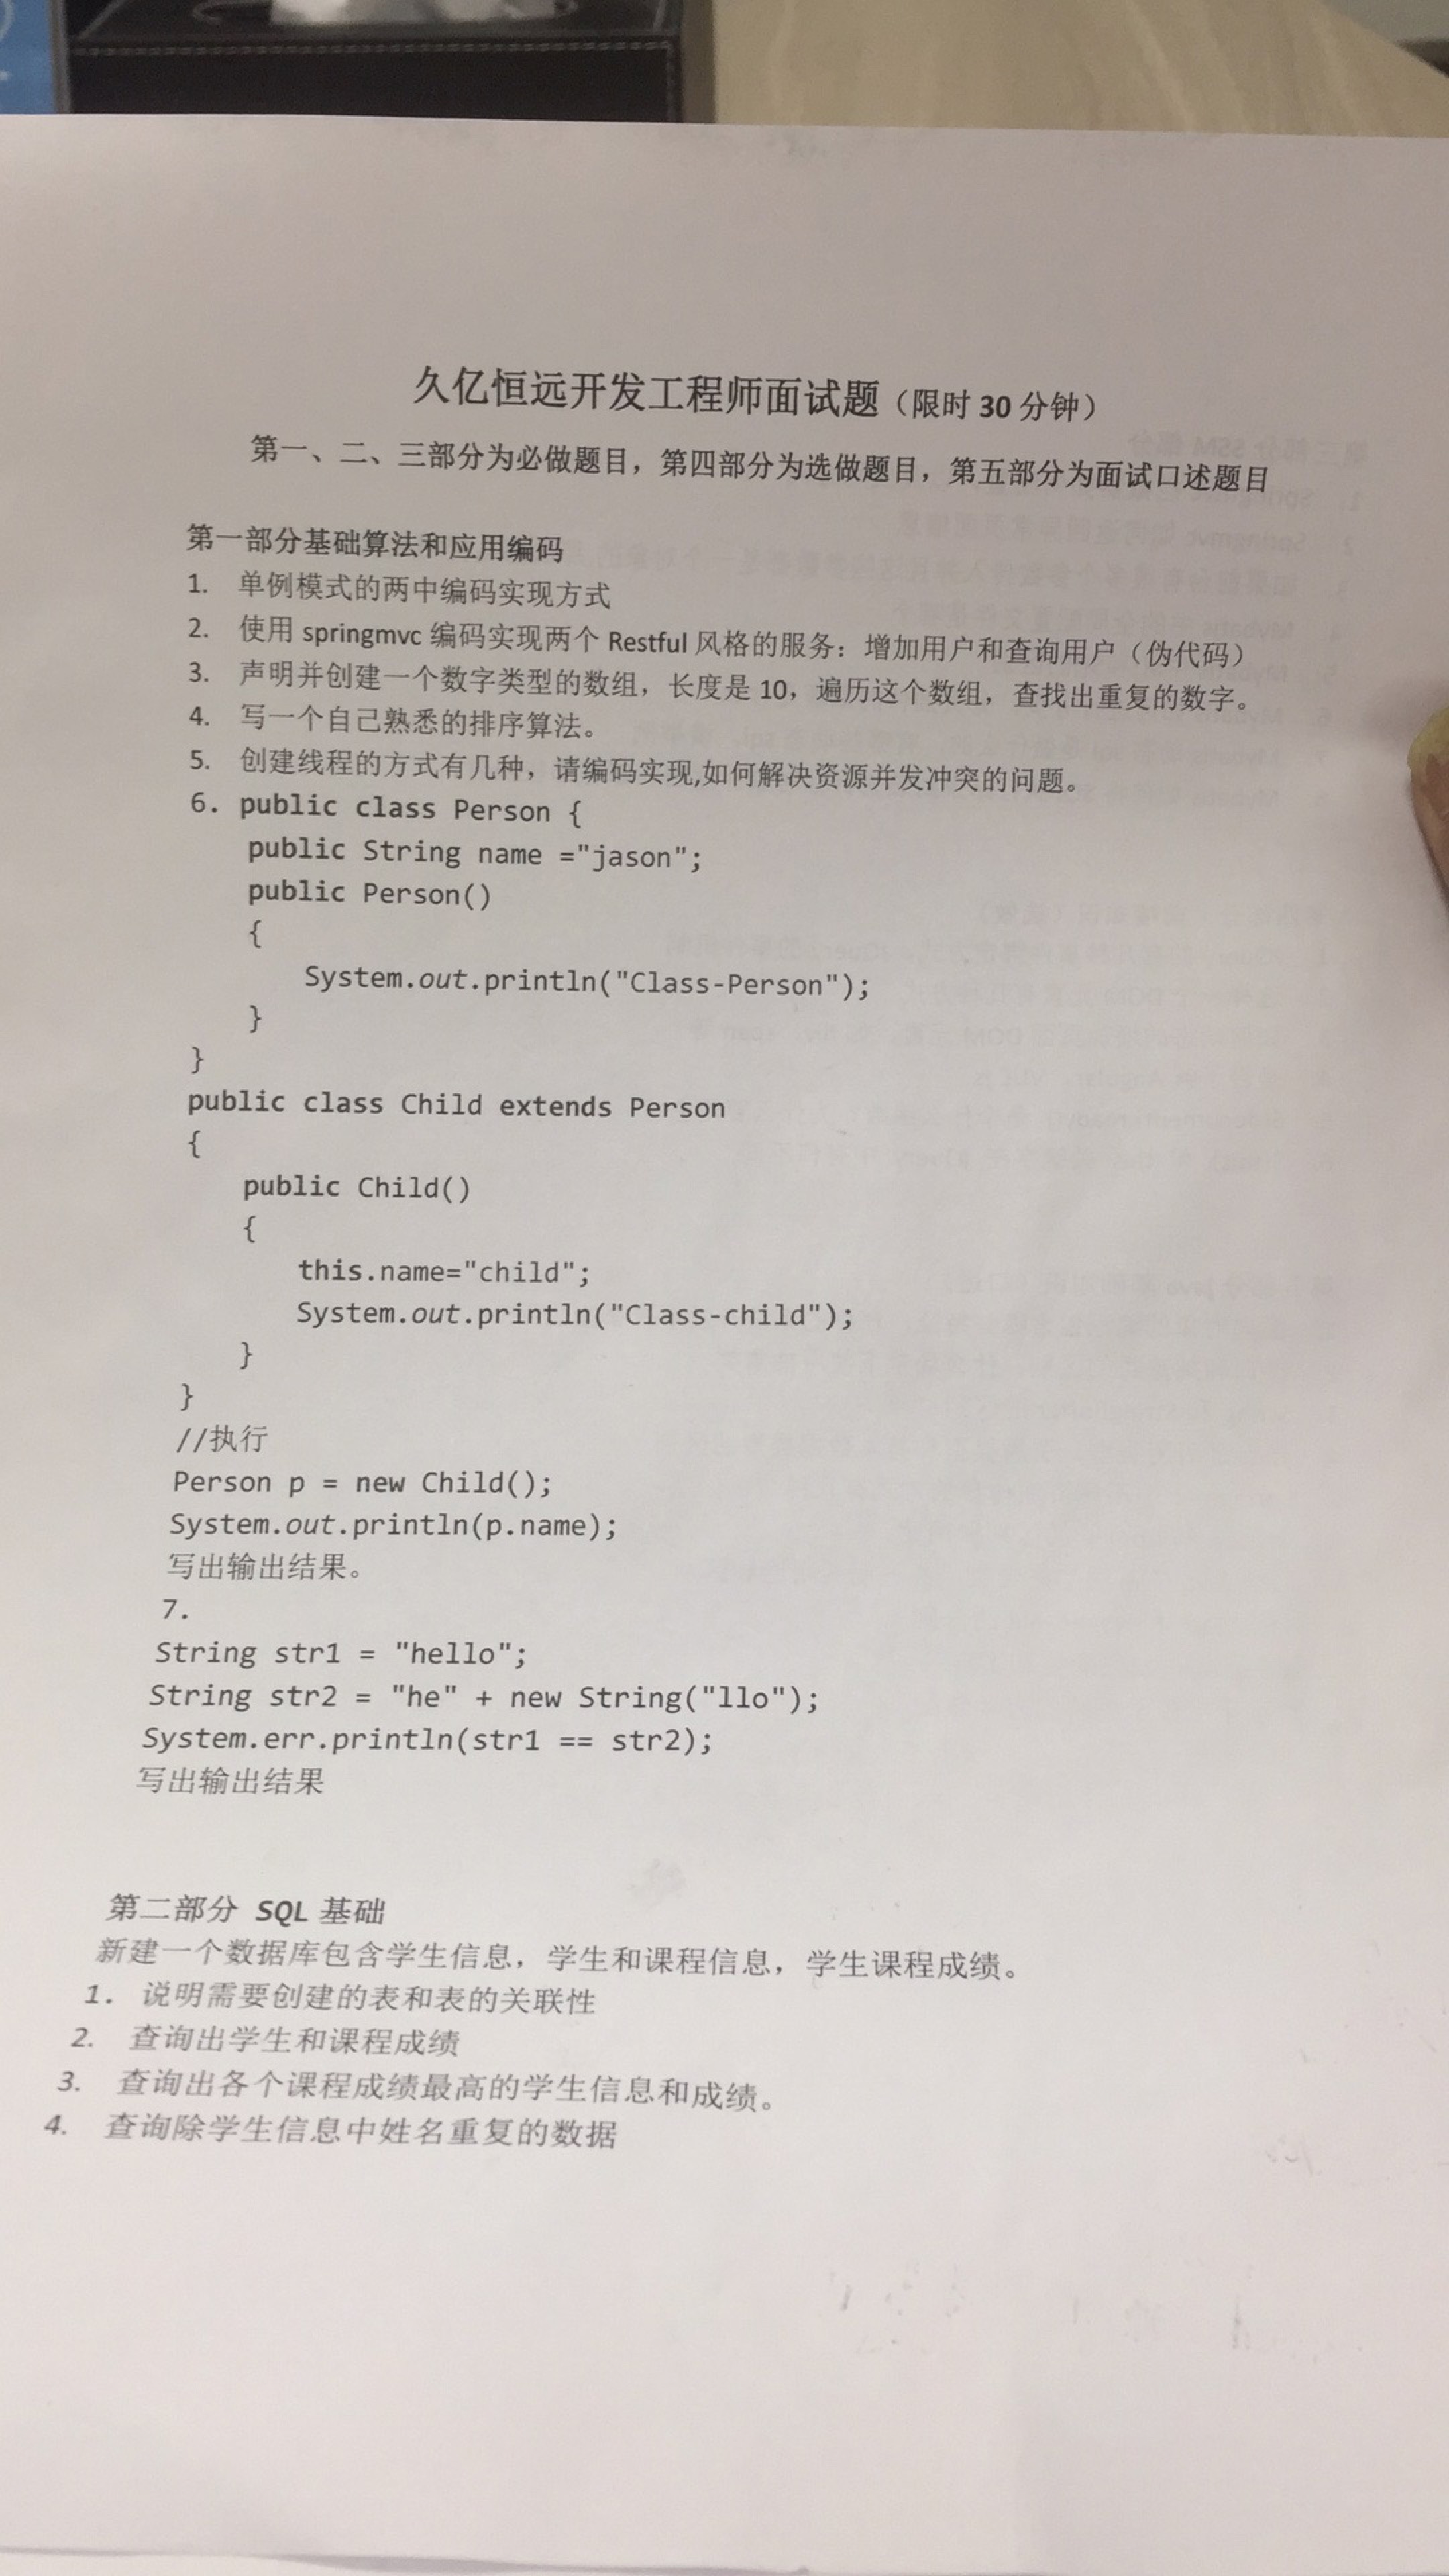 久亿恒远开发工程师面试题（限时 30 分钟）
第一、二、三部分为必做题目，第四部分为选做题目，第五部分为面试口述题目
第一部分基础算法和应用编码
1. 单例模式的两中编码实现方式
2. 使用 springmvc 编码实现两个 Restful 风格的服务：增加用户和查询用户（伪代码）
3. 声明并创建一个数字类型的数组，长度是 10，遍历这个数组，查找出重复的数字。
4. 写一个自己熟悉的排序算法。
5. 创建线程的方式有几种，请编码实现,如何解决资源并发冲突的问题。
6. public class Person {
public String name ="jason";
public Person()
{
System.out.println("Class-Person");
}
}
public class Child extends Person
{
public Child()
{
this.name="child";
System.out.println("Class-child");
}
}
//执行
Person p = new Child();
System.out.println(p.name);
写出输出结果。
7.
String str1 = "hello";
String str2 = "he" + new String("llo");
System.err.println(str1 == str2);
写出输出结果
第二部分 SQL 基础
新建一个数据库包含学生信息，学生和课程信息，学生课程成绩。
1. 说明需要创建的表和表的关联性
2. 查询出学生和课程成绩
3. 查询出各个课程成绩最高的学生信息和成绩。
4. 查询除学生信息中姓名重复的数据